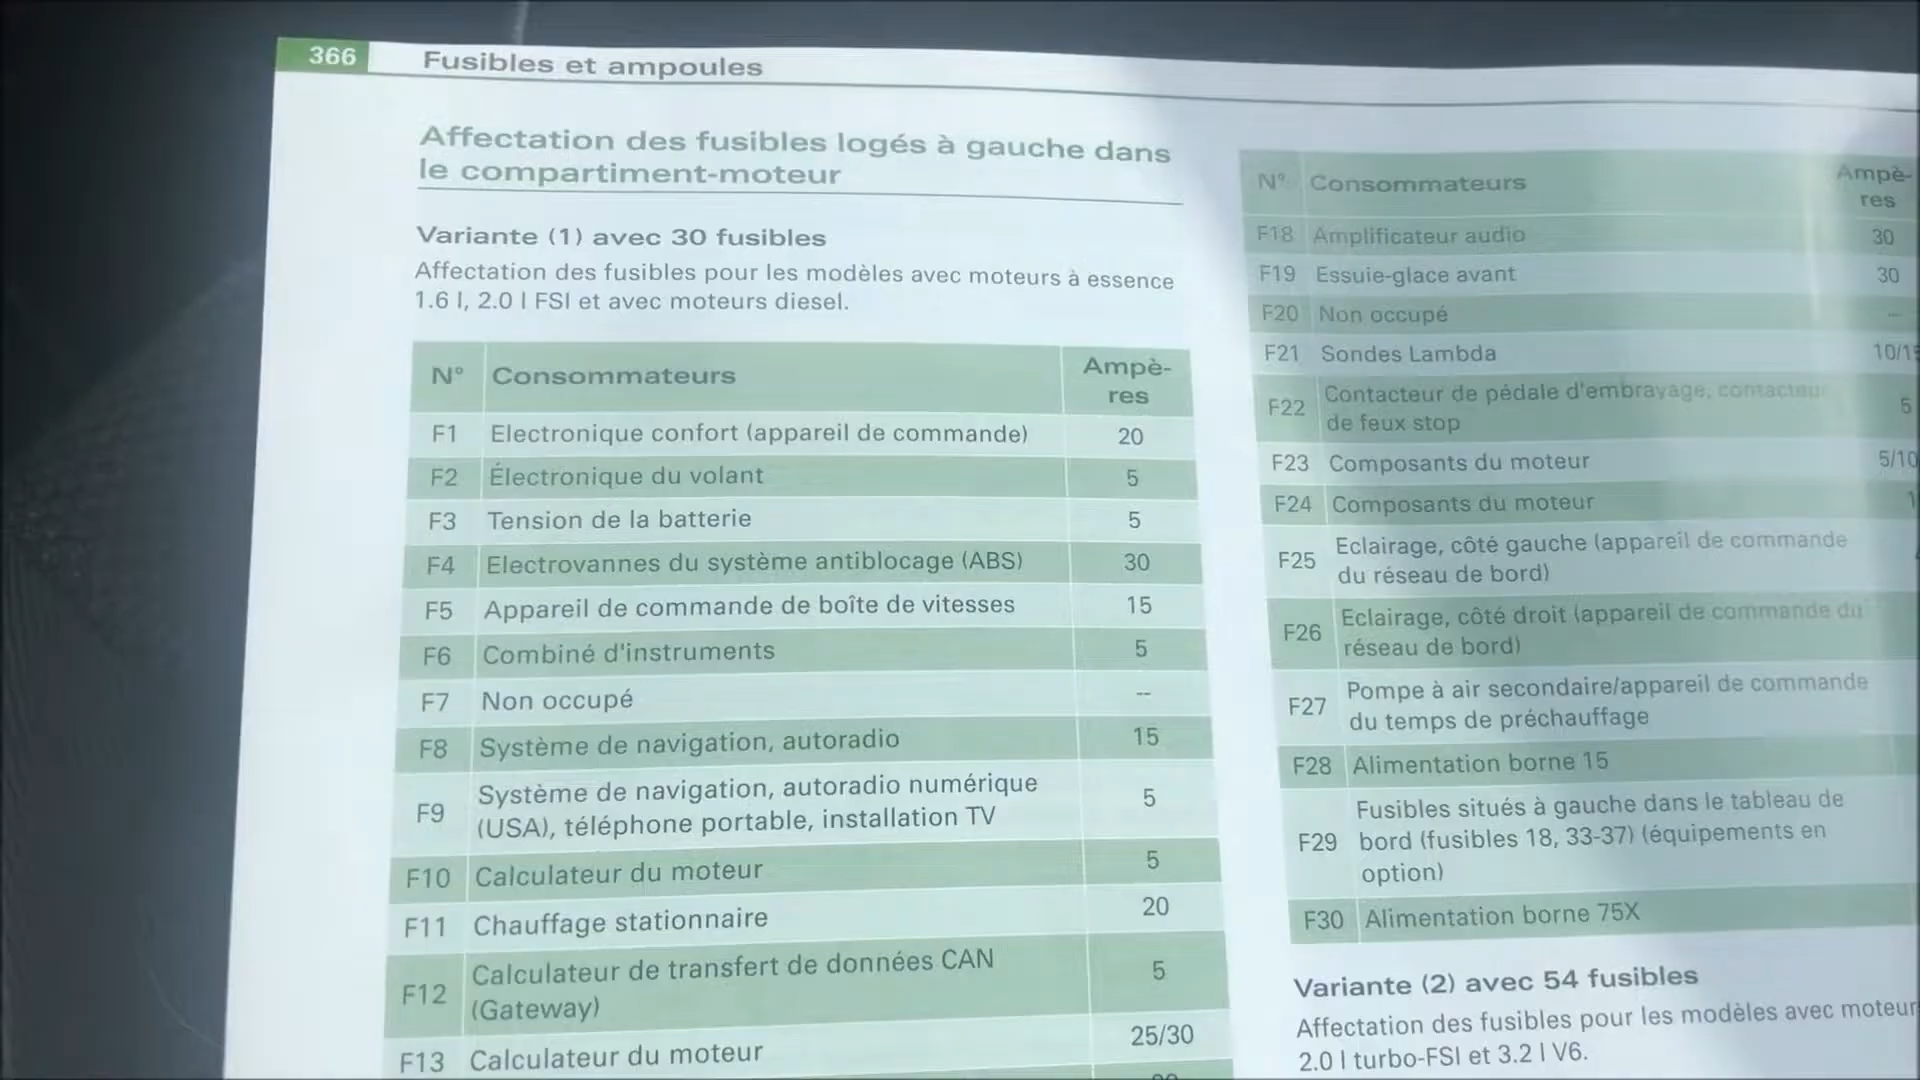 366 Fusibles et ampoules
Affectation des fusibles logés à gauche dans
le compartiment-moteur
Variante (1) avec 30 fusibles
Affectation des fusibles pour les modèles avec moteurs à essence
1.6 l, 2.0 l FSI et avec moteurs diesel.
N° Consommateurs Ampè-
res
F1 Electronique confort (appareil de commande) 20
F2 Électronique du volant 5
F3 Tension de la batterie 5
F4 Electrovannes du système antiblocage (ABS) 30
F5 Appareil de commande de boîte de vitesses 15
F6 Combiné d'instruments 5
F7 Non occupé --
F8 Système de navigation, autoradio 15
F9 Système de navigation, autoradio numérique 5
(USA), téléphone portable, installation TV
F10 Calculateur du moteur 5
F11 Chauffage stationnaire 20
F12 Calculateur de transfert de données CAN 5
(Gateway)
F13 Calculateur du moteur 25/30
N° Consommateurs Ampè-
res
F18 Amplificateur audio 30
F19 Essuie-glace avant 30
F20 Non occupé --
F21 Sondes Lambda 10/15
F22 Contacteur de pédale d'embrayage, contacteur 5
de feux stop
F23 Composants du moteur 5/10
F24 Composants du moteur
F25 Eclairage, côté gauche (appareil de commande
du réseau de bord)
F26 Eclairage, côté droit (appareil de commande du
réseau de bord)
F27 Pompe à air secondaire/appareil de commande
du temps de préchauffage
F28 Alimentation borne 15
F29 Fusibles situés à gauche dans le tableau de
bord (fusibles 18, 33-37) (équipements en
option)
F30 Alimentation borne 75X
Variante (2) avec 54 fusibles
Affectation des fusibles pour les modèles avec moteur
2.0 l turbo-FSI et 3.2 l V6.